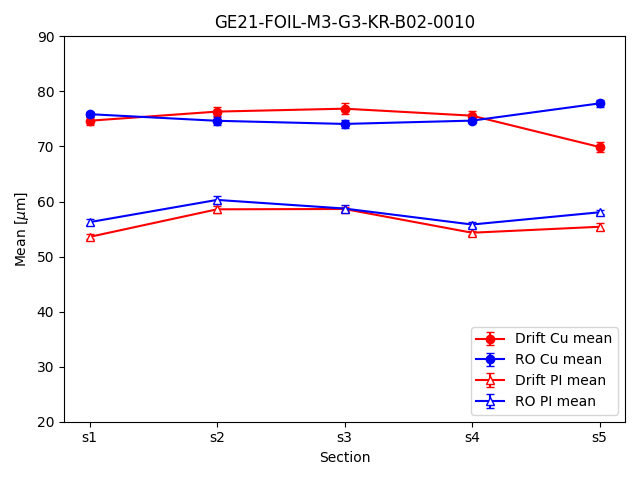 GE21-FOIL-M3-G3-KR-B02-0010
Mean [μm]
90
80
70
60
50
40
30
20
s1 s2 s3 s4 s5
Section
Drift Cu mean
RO Cu mean
Drift PI mean
RO PI mean